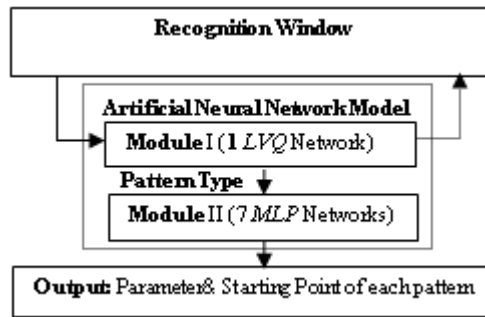 Recognition Window
Artificial Neural Network Model
Module I (1 LVQ Network)
Pattern Type
Module II (7 MLP Networks)
Output: Parameter& Starting Point of each pattern